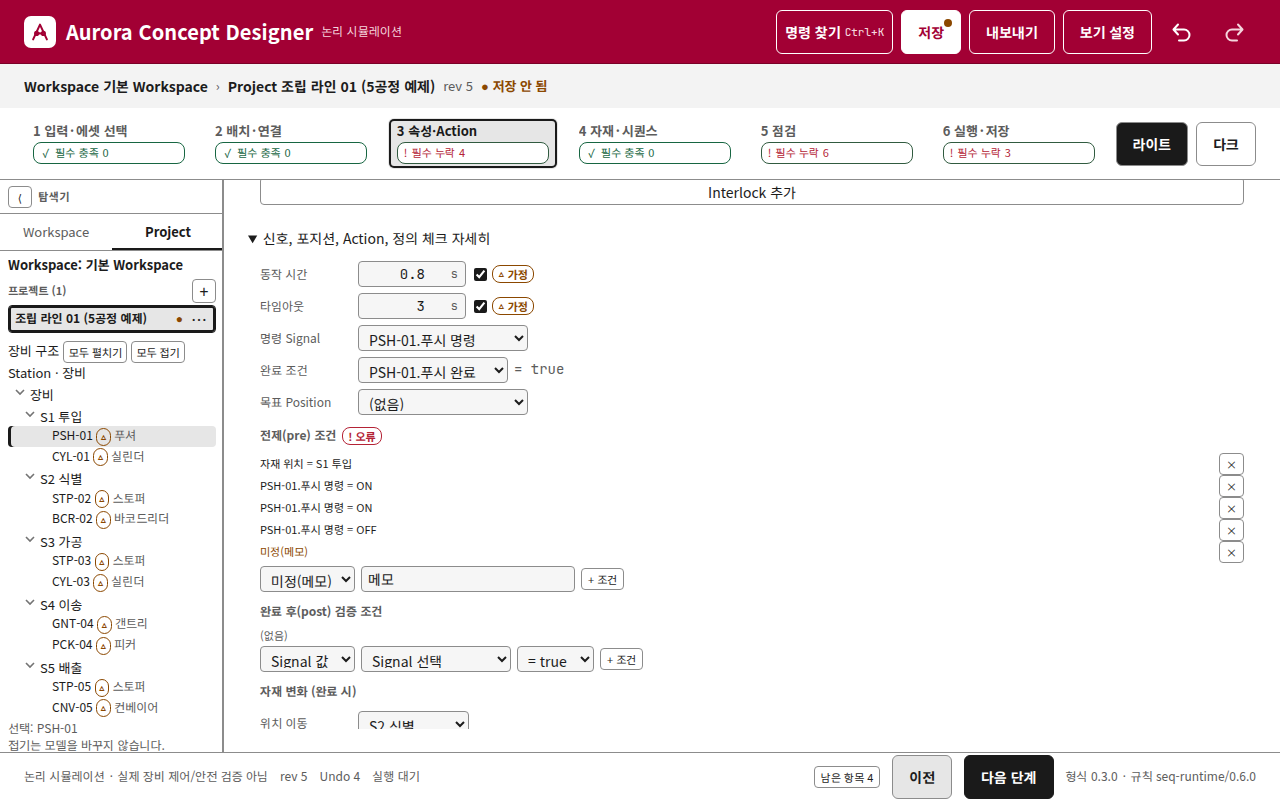 Aurora Concept Designer 논리 시뮬레이션 명령 찾기 Ctrl+K 저장 내보내기 보기 설정
Workspace 기본 Workspace › Project 조립 라인 01 (5공정 예제) rev 5 ● 저장 안 됨
1 입력·에셋 선택 2 배치·연결 3 속성·Action 4 자재·시퀀스 5 점검 6 실행·저장
✓ 필수 충족 0 ✓ 필수 충족 0 ! 필수 누락 4 ✓ 필수 충족 0 ! 필수 누락 6 ! 필수 누락 3
라이트 다크
⟨ 탐색기
Workspace Project
Workspace: 기본 Workspace
프로젝트 (1) +
조립 라인 01 (5공정 예제) ● ···
장비 구조 모두 펼치기 모두 접기
Station · 장비
장비
S1 투입
PSH-01 ▵ 푸셔
CYL-01 ▵ 실린더
S2 식별
STP-02 ▵ 스토퍼
BCR-02 ▵ 바코드리더
S3 가공
STP-03 ▵ 스토퍼
CYL-03 ▵ 실린더
S4 이송
GNT-04 ▵ 갠트리
PCK-04 ▵ 피커
S5 배출
STP-05 ▵ 스토퍼
CNV-05 ▵ 컨베이어
선택: PSH-01
접기는 모델을 바꾸지 않습니다.
Interlock 추가
▼ 신호, 포지션, Action, 정의 체크 자세히
동작 시간 0.8 s ▵ 가정
타임아웃 3 s ▵ 가정
명령 Signal PSH-01.푸시 명령
완료 조건 PSH-01.푸시 완료 = true
목표 Position (없음)
전제(pre) 조건 ! 오류
자재 위치 = S1 투입 ×
PSH-01.푸시 명령 = ON ×
PSH-01.푸시 명령 = ON ×
PSH-01.푸시 명령 = OFF ×
미정(메모) ×
미정(메모) 메모 + 조건
완료 후(post) 검증 조건
(없음)
Signal 값 Signal 선택 = true + 조건
자재 변화 (완료 시)
위치 이동 S2 식별
논리 시뮬레이션 · 실제 장비 제어/안전 검증 아님 rev 5 Undo 4 실행 대기 남은 항목 4 이전 다음 단계 형식 0.3.0 · 규칙 seq-runtime/0.6.0